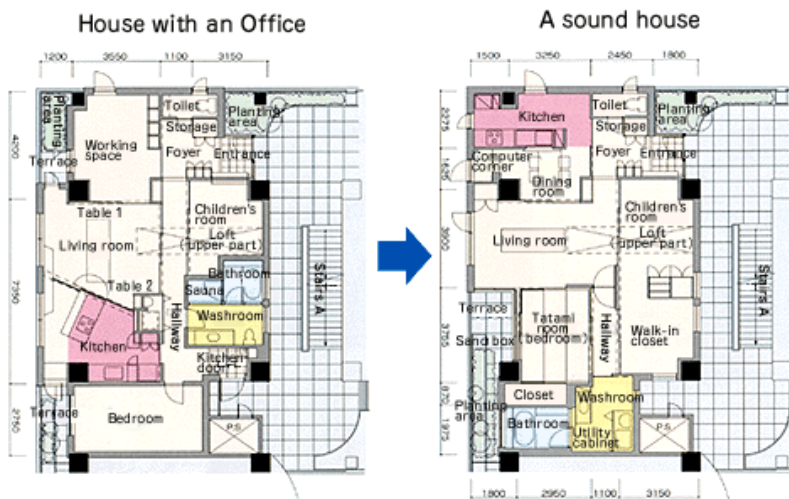 House with an Office
1200
3550
1100
3150
4200
7350
2750
Planting
area
Terrace
Working
space
Toilet
Storage
Foyer
Planting
area
Entrance
Table 1
Living room
Children's
room
Loft
(upper part)
Table 2
Bathroom
Sauna
Washroom
Kitchen
Hallway
Kitchen
door
Stairs A
Terrace
Bedroom
P.S
A sound house
1500
3250
2450
1800
2275
1425
3600
3755
870
1975
Kitchen
Toilet
Storage
Planting
area
Computer
corner
Foyer
Entrance
Dining
room
Children's
room
Living room
Loft
(upper part)
Terrace
Sand box
Tatami
room
(bedroom)
Hallway
Walk-in
closet
Stairs A
Planting
area
Closet
Washroom
Bathroom
Utility
cabinet
P.S
1800
2950
1100
3150